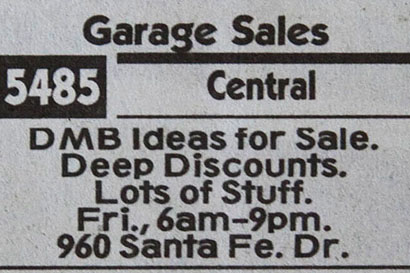 Garage Sales
5485 Central
DMB Ideas for Sale.
Deep Discounts.
Lots of Stuff.
Fri., 6am-9pm.
960 Santa Fe. Dr.